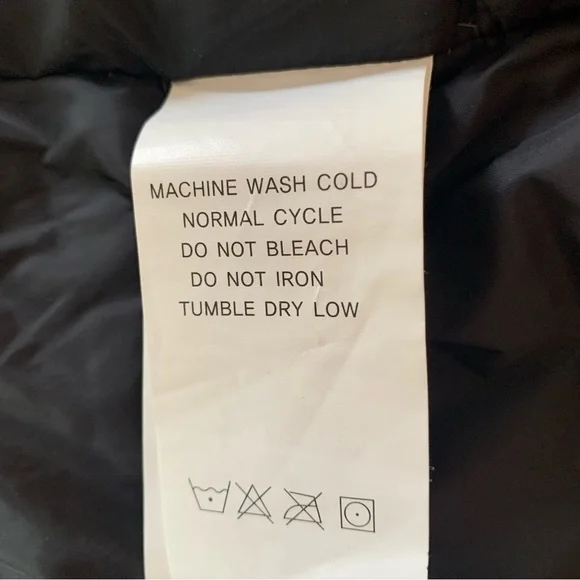 MACHINE WASH COLD
NORMAL CYCLE
DO NOT BLEACH
DO NOT IRON
TUMBLE DRY LOW